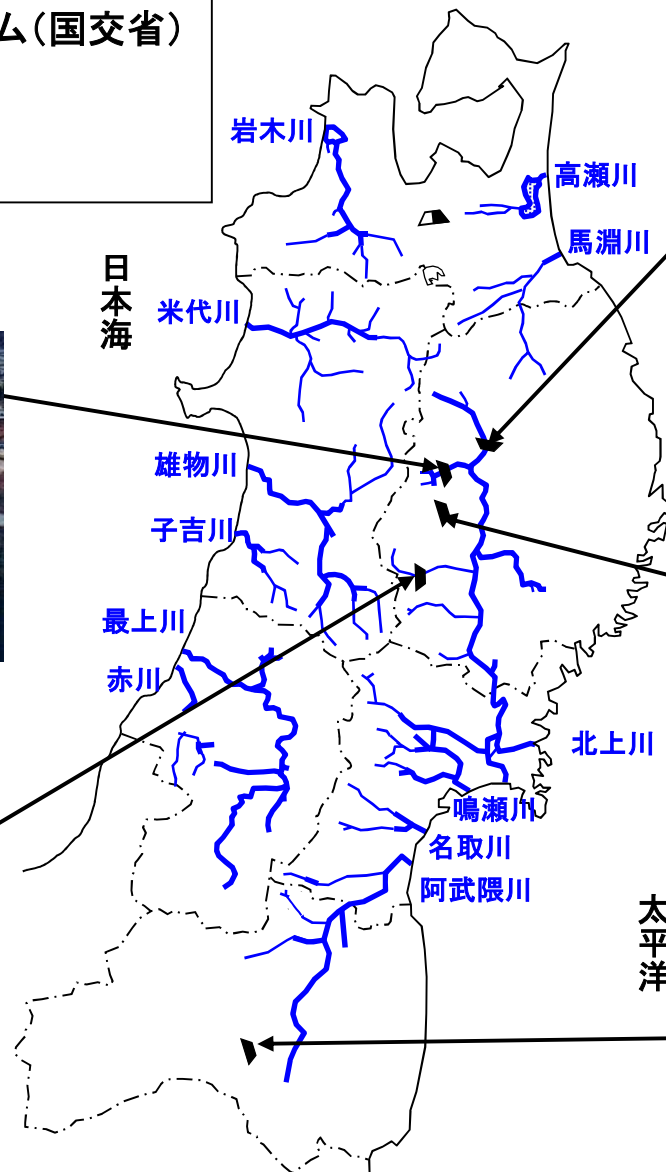 ム（国交省）
岩木川
高瀬川
馬淵川
日本海
米代川
雄物川
子吉川
最上川
赤川
北上川
鳴瀬川
名取川
阿武隈川
太平洋